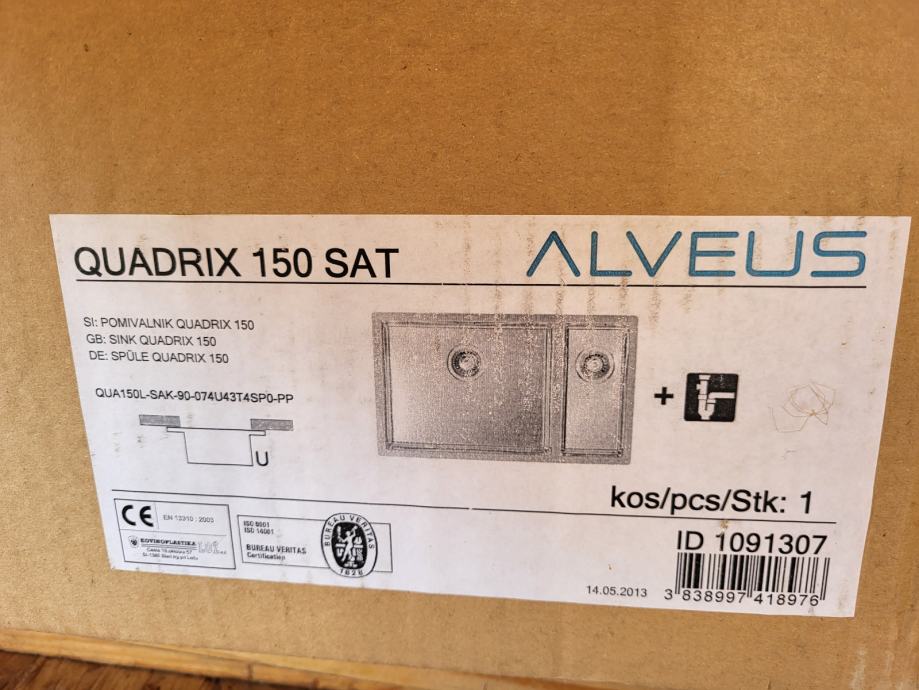 QUADRIX 150 SAT
ALVEUS
SI: POMIVALNIK QUADRIX 150
GB: SINK QUADRIX 150
DE: SPÜLE QUADRIX 150
QUA150L-SAK-90-074U43T4SP0-PP
U
+
kos/pcs/Stk: 1
CE EN 13310 : 2003
KOVINOPLASTIKA
ISO 9001
ISO 14001
BUREAU VERITAS
Certification
BUREAU VERITAS
1828
ID 1091307
14.05.2013
3 838997 418976